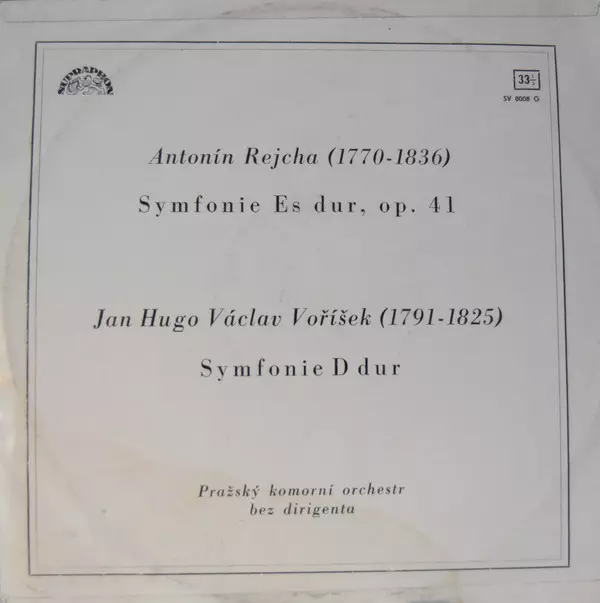 SUPRAPHON
33⅓
SV 8008 G
Antonín Rejcha (1770-1836)
Symfonie Es dur, op. 41
Jan Hugo Václav Voříšek (1791-1825)
Symfonie D dur
Pražský komorní orchestr
bez dirigenta